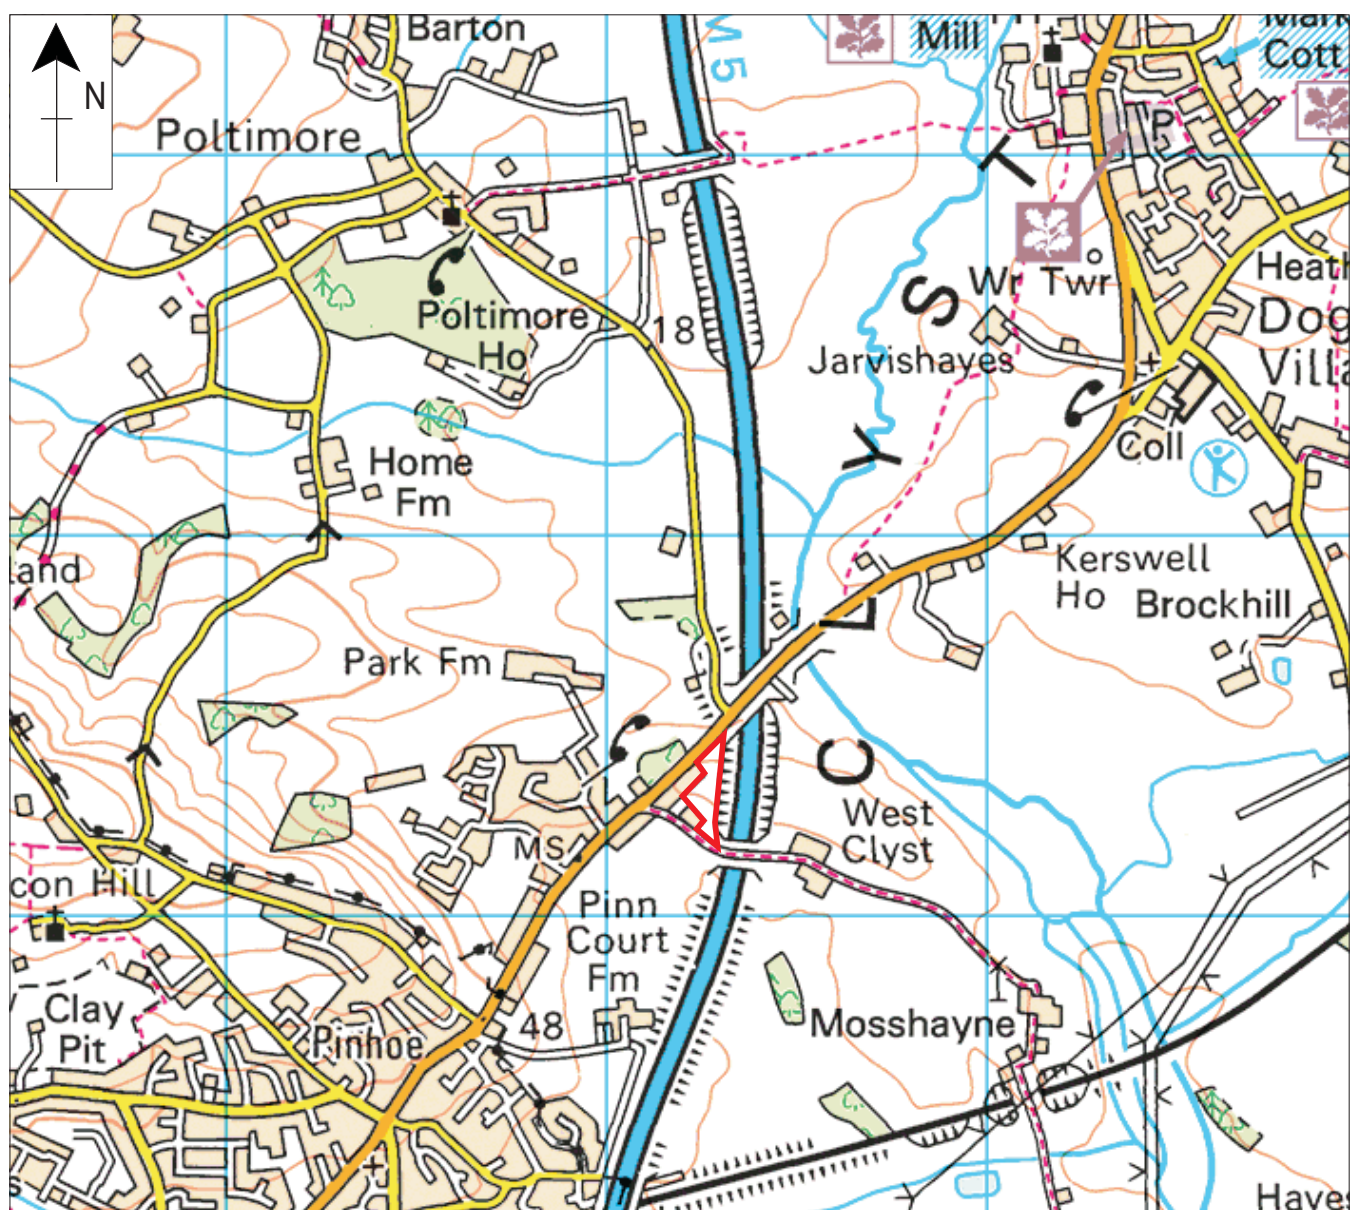 N
Barton
M5
Mill
Cott
Poltimore
P
T
S
Wr Twr
Heath
Poltimore
Ho
18
Dog
Villa
Jarvishayes
Coll
Y
Home
Fm
land
Kerswell
Ho
Brockhill
L
Park Fm
C
West
Clyst
MS
con Hill
Pinn
Court
Fm
Clay
Pit
48
Pinhoe
Mosshayne
Hayes